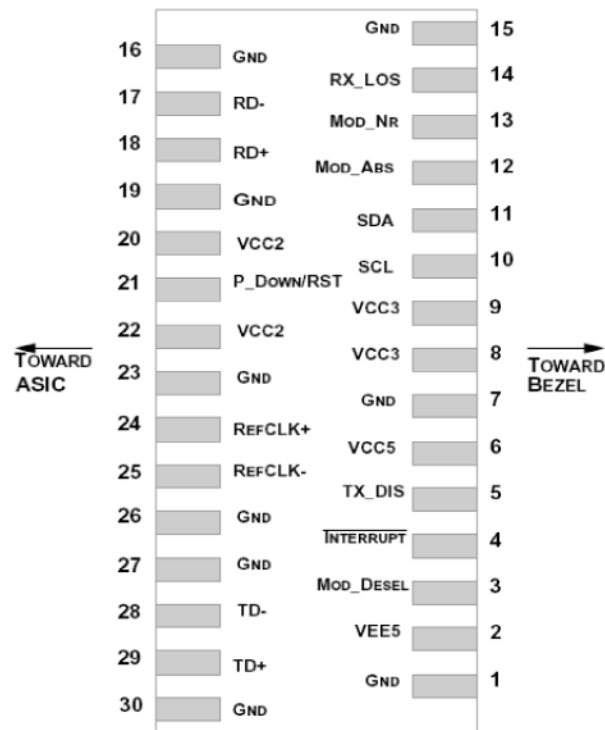 16 GND
17 RD-
18 RD+
19 GND
20 VCC2
21 P_DOWN/RST
22 VCC2
23 GND
24 REFCLK+
25 REFCLK-
26 GND
27 GND
28 TD-
29 TD+
30 GND
TOWARD
ASIC
GND 15
RX_LOS 14
MOD_NR 13
MOD_ABS 12
SDA 11
SCL 10
VCC3 9
VCC3 8
GND 7
VCC5 6
TX_DIS 5
INTERRUPT 4
MOD_DESEL 3
VEE5 2
GND 1
TOWARD
BEZEL